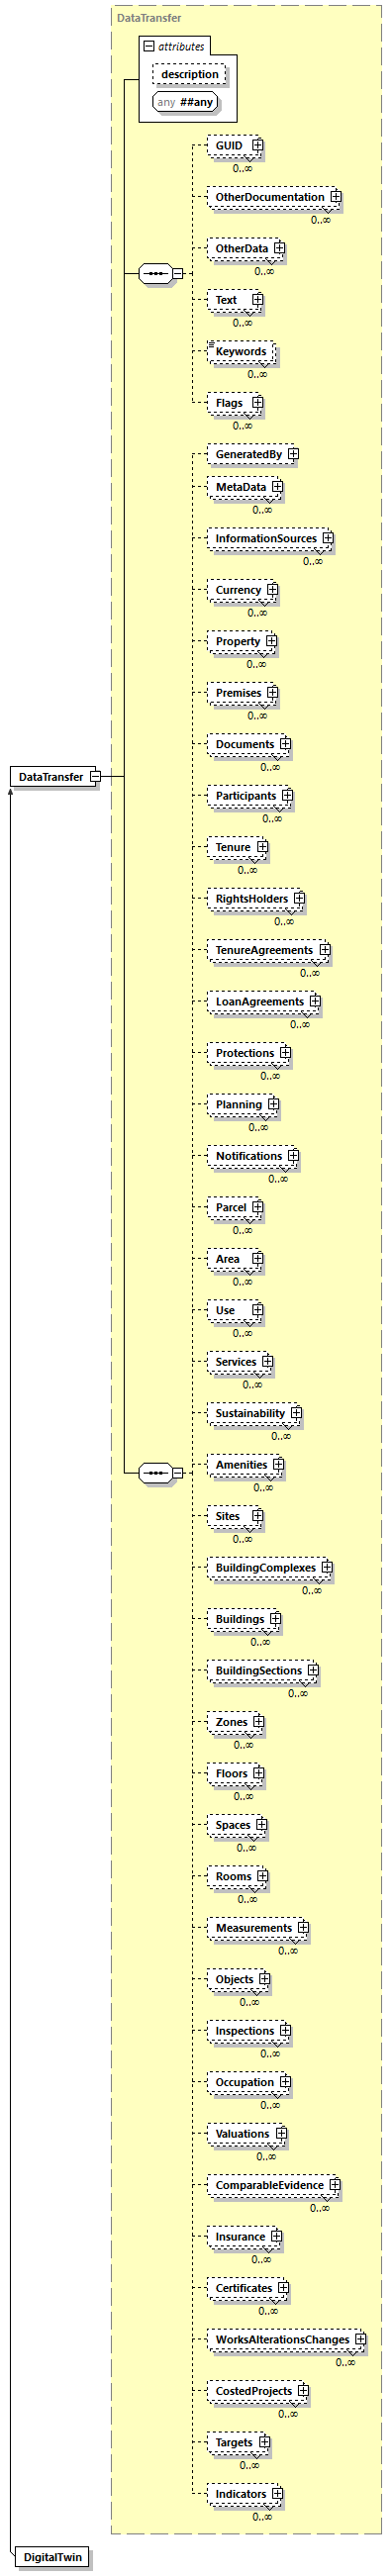 DataTransfer
attributes
description
any ##any
GUID
0..∞
OtherDocumentation
0..∞
OtherData
0..∞
Text
0..∞
Keywords
0..∞
Flags
0..∞
GeneratedBy
MetaData
0..∞
InformationSources
0..∞
Currency
0..∞
Property
0..∞
Premises
0..∞
Documents
0..∞
DataTransfer
Participants
0..∞
Tenure
0..∞
RightsHolders
0..∞
TenureAgreements
0..∞
LoanAgreements
0..∞
Protections
0..∞
Planning
0..∞
Notifications
0..∞
Parcel
0..∞
Area
0..∞
Use
0..∞
Services
0..∞
Sustainability
0..∞
Amenities
0..∞
Sites
0..∞
BuildingComplexes
0..∞
Buildings
0..∞
BuildingSections
0..∞
Zones
0..∞
Floors
0..∞
Spaces
0..∞
Rooms
0..∞
Measurements
0..∞
Objects
0..∞
Inspections
0..∞
Occupation
0..∞
Valuations
0..∞
ComparableEvidence
0..∞
Insurance
0..∞
Certificates
0..∞
WorksAlterationsChanges
0..∞
CostedProjects
0..∞
Targets
0..∞
Indicators
0..∞
DigitalTwin